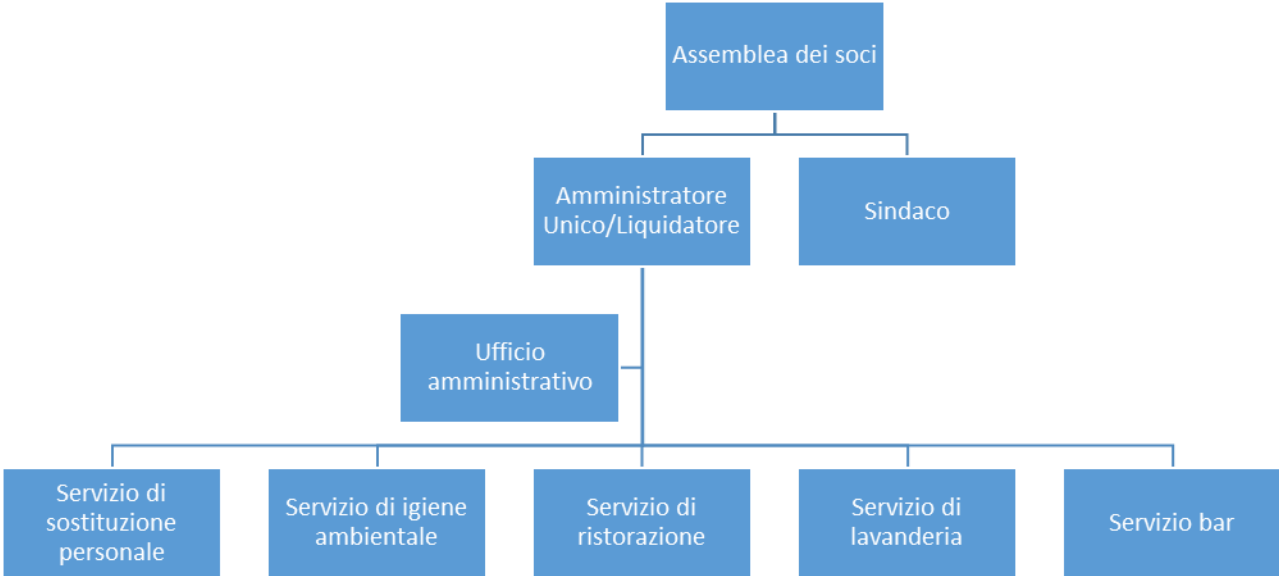 Assemblea dei soci
Amministratore
Unico/Liquidatore
Sindaco
Ufficio
amministrativo
Servizio di
sostituzione
personale
Servizio di igiene
ambientale
Servizio di
ristorazione
Servizio di
lavanderia
Servizio bar